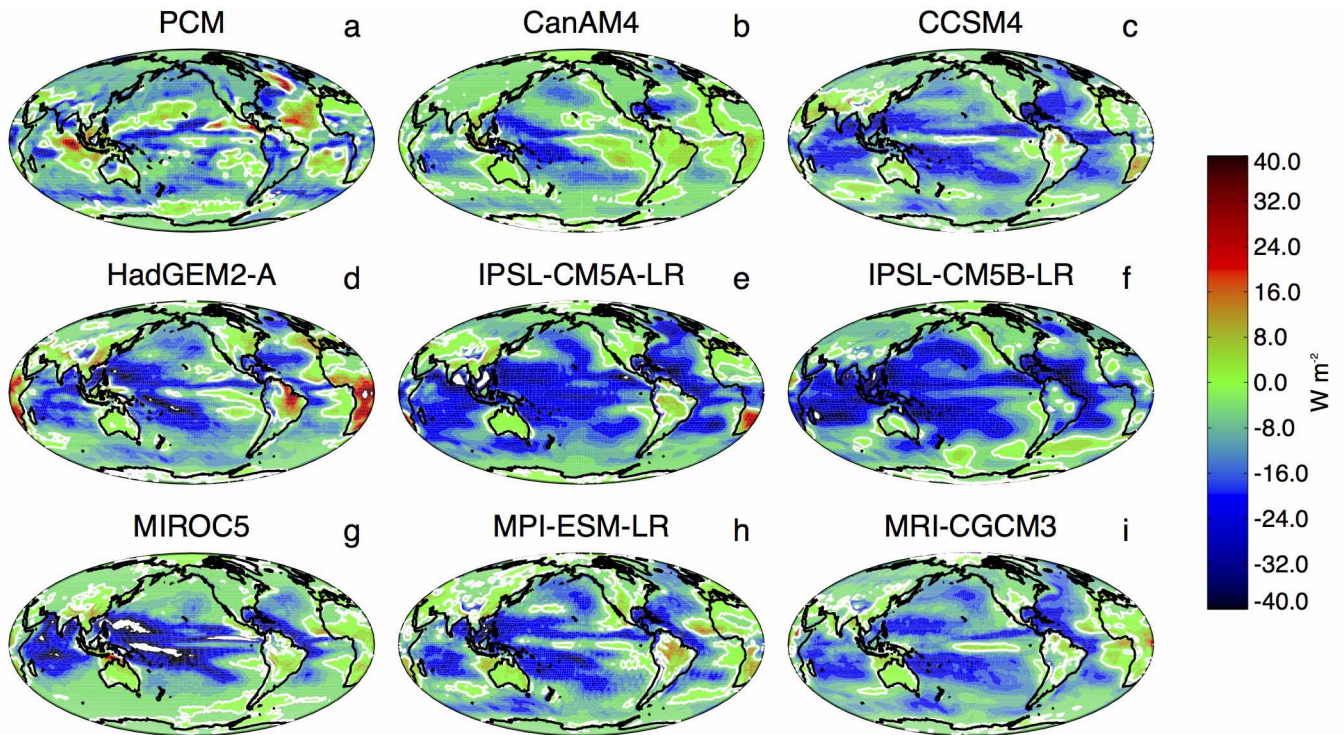 PCM a
CanAM4 b
CCSM4 c
HadGEM2-A d
IPSL-CM5A-LR e
IPSL-CM5B-LR f
MIROC5 g
MPI-ESM-LR h
MRI-CGCM3 i
40.0
32.0
24.0
16.0
8.0
0.0
-8.0
-16.0
-24.0
-32.0
-40.0
W m⁻²